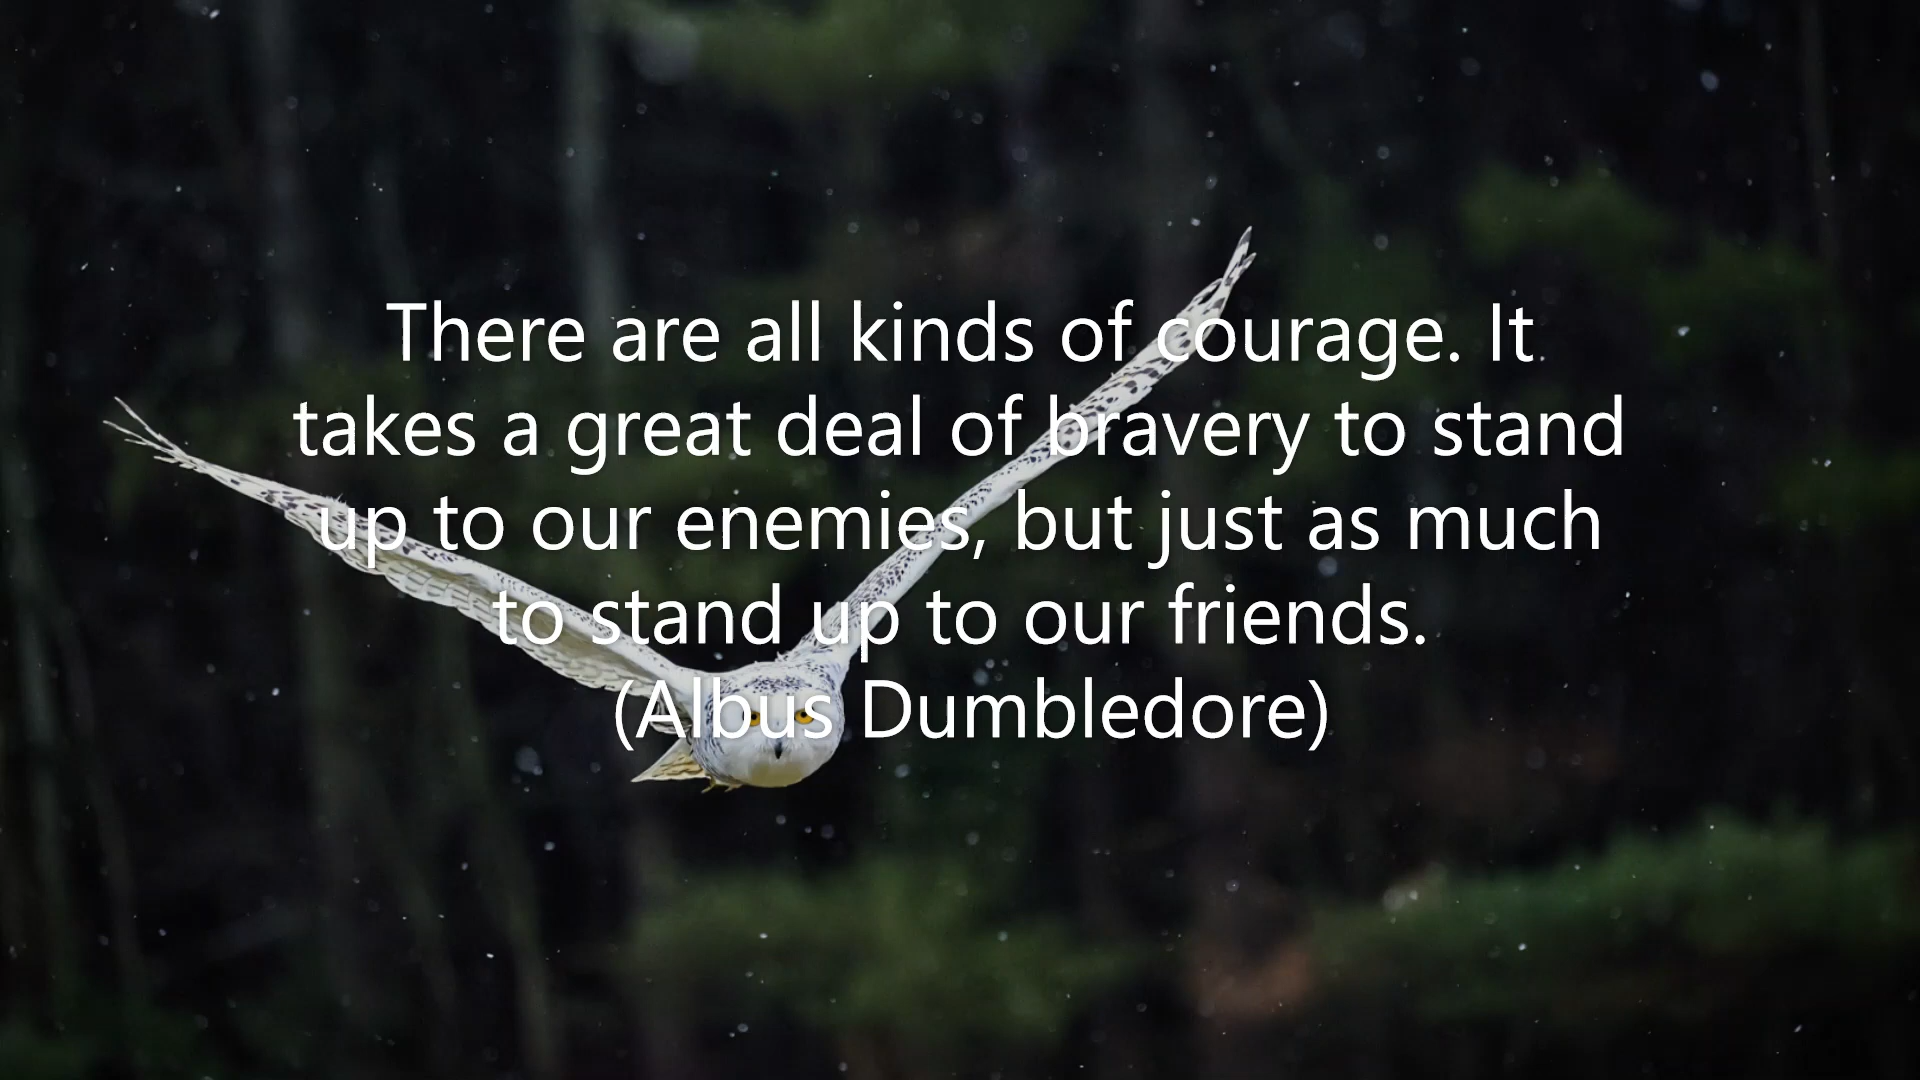 There are all kinds of courage. It
takes a great deal of bravery to stand
up to our enemies, but just as much
to stand up to our friends.
(Albus Dumbledore)